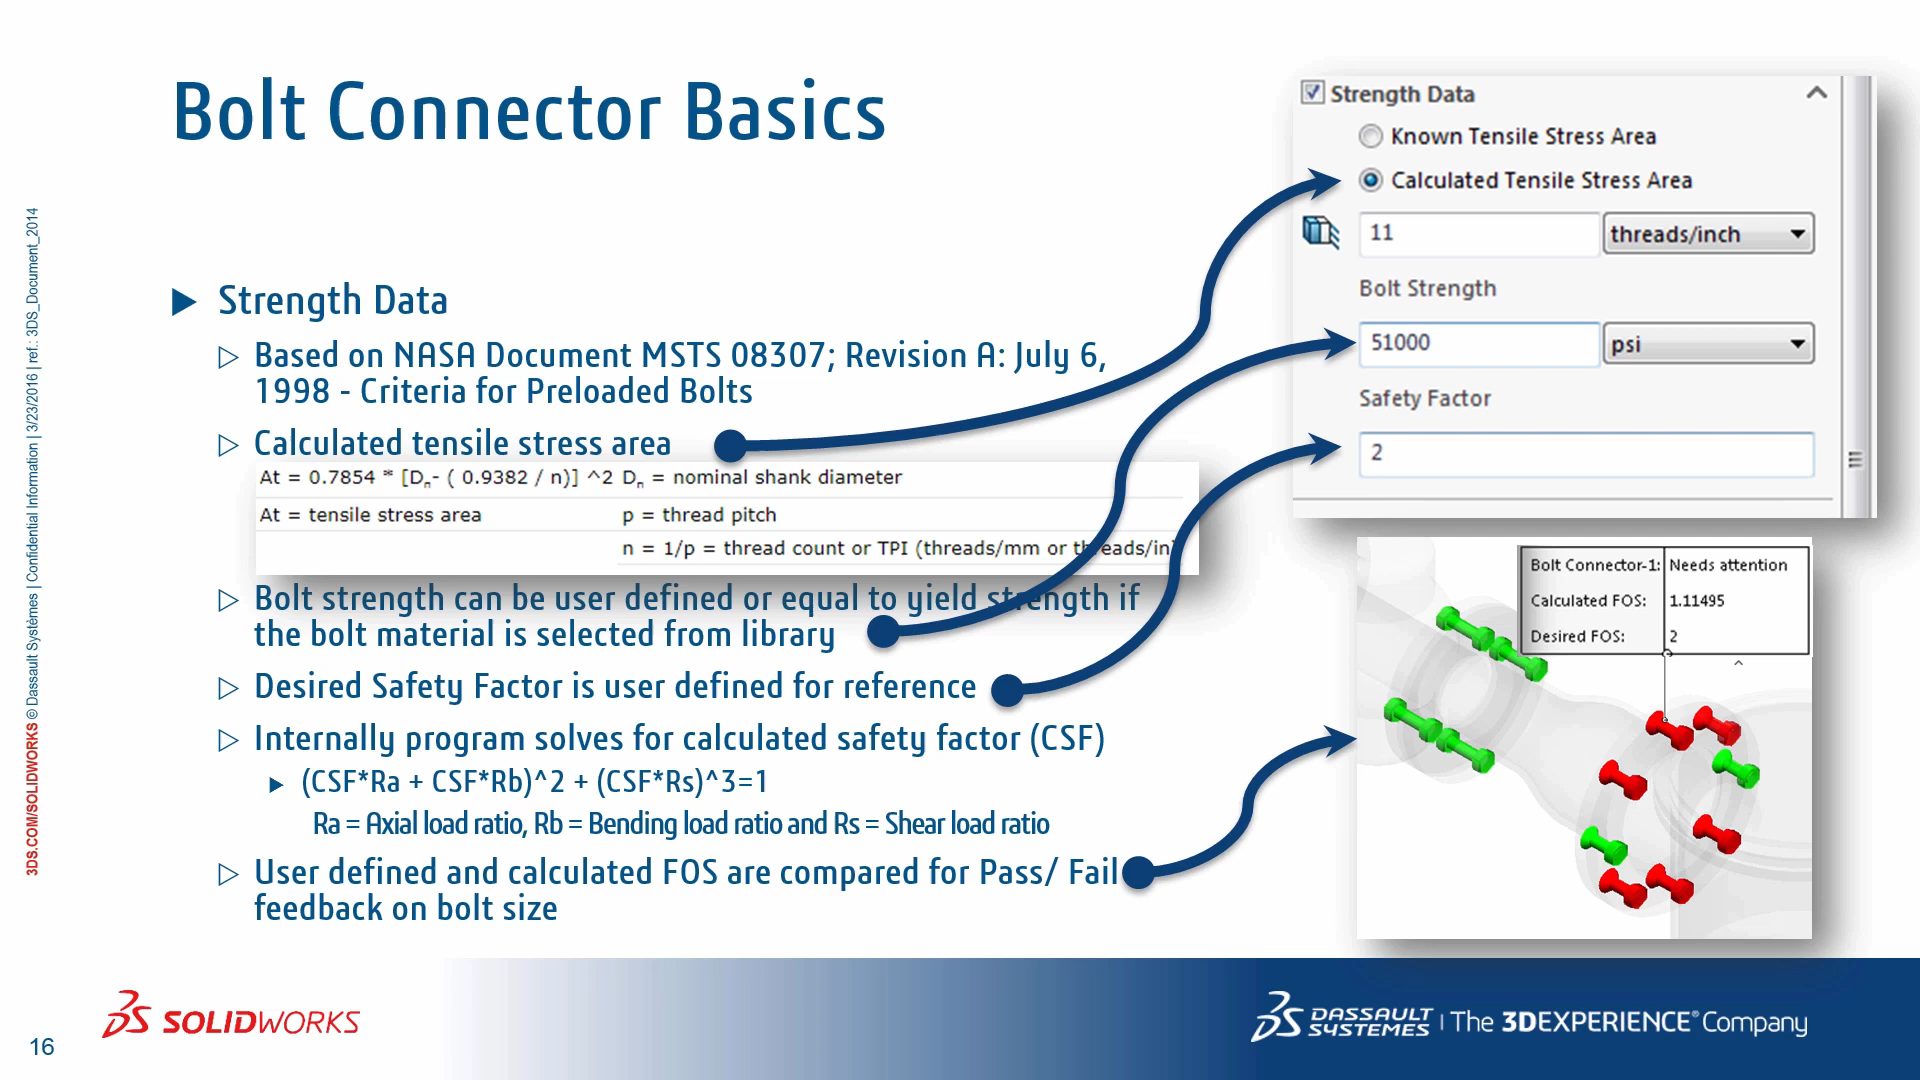 Bolt Connector Basics
Strength Data
Based on NASA Document MSTS 08307; Revision A: July 6,
1998 - Criteria for Preloaded Bolts
Calculated tensile stress area
At = 0.7854 * [Dn- ( 0.9382 / n)] ^2 Dn = nominal shank diameter
At = tensile stress area p = thread pitch
n = 1/p = thread count or TPI (threads/mm or threads/in)
Bolt strength can be user defined or equal to yield strength if
the bolt material is selected from library
Desired Safety Factor is user defined for reference
Internally program solves for calculated safety factor (CSF)
(CSF*Ra + CSF*Rb)^2 + (CSF*Rs)^3=1
Ra = Axial load ratio, Rb = Bending load ratio and Rs = Shear load ratio
User defined and calculated FOS are compared for Pass/ Fail
feedback on bolt size
Strength Data
Known Tensile Stress Area
Calculated Tensile Stress Area
11 threads/inch
Bolt Strength
51000 psi
Safety Factor
2
Bolt Connector-1: Needs attention
Calculated FOS: 1.11495
Desired FOS: 2
3DS.COM/SOLIDWORKS © Dassault Systèmes | Confidential Information | 3/23/2016 | ref.: 3DS_Document_2014
16
SOLIDWORKS
DASSAULT SYSTEMES | The 3DEXPERIENCE® Company